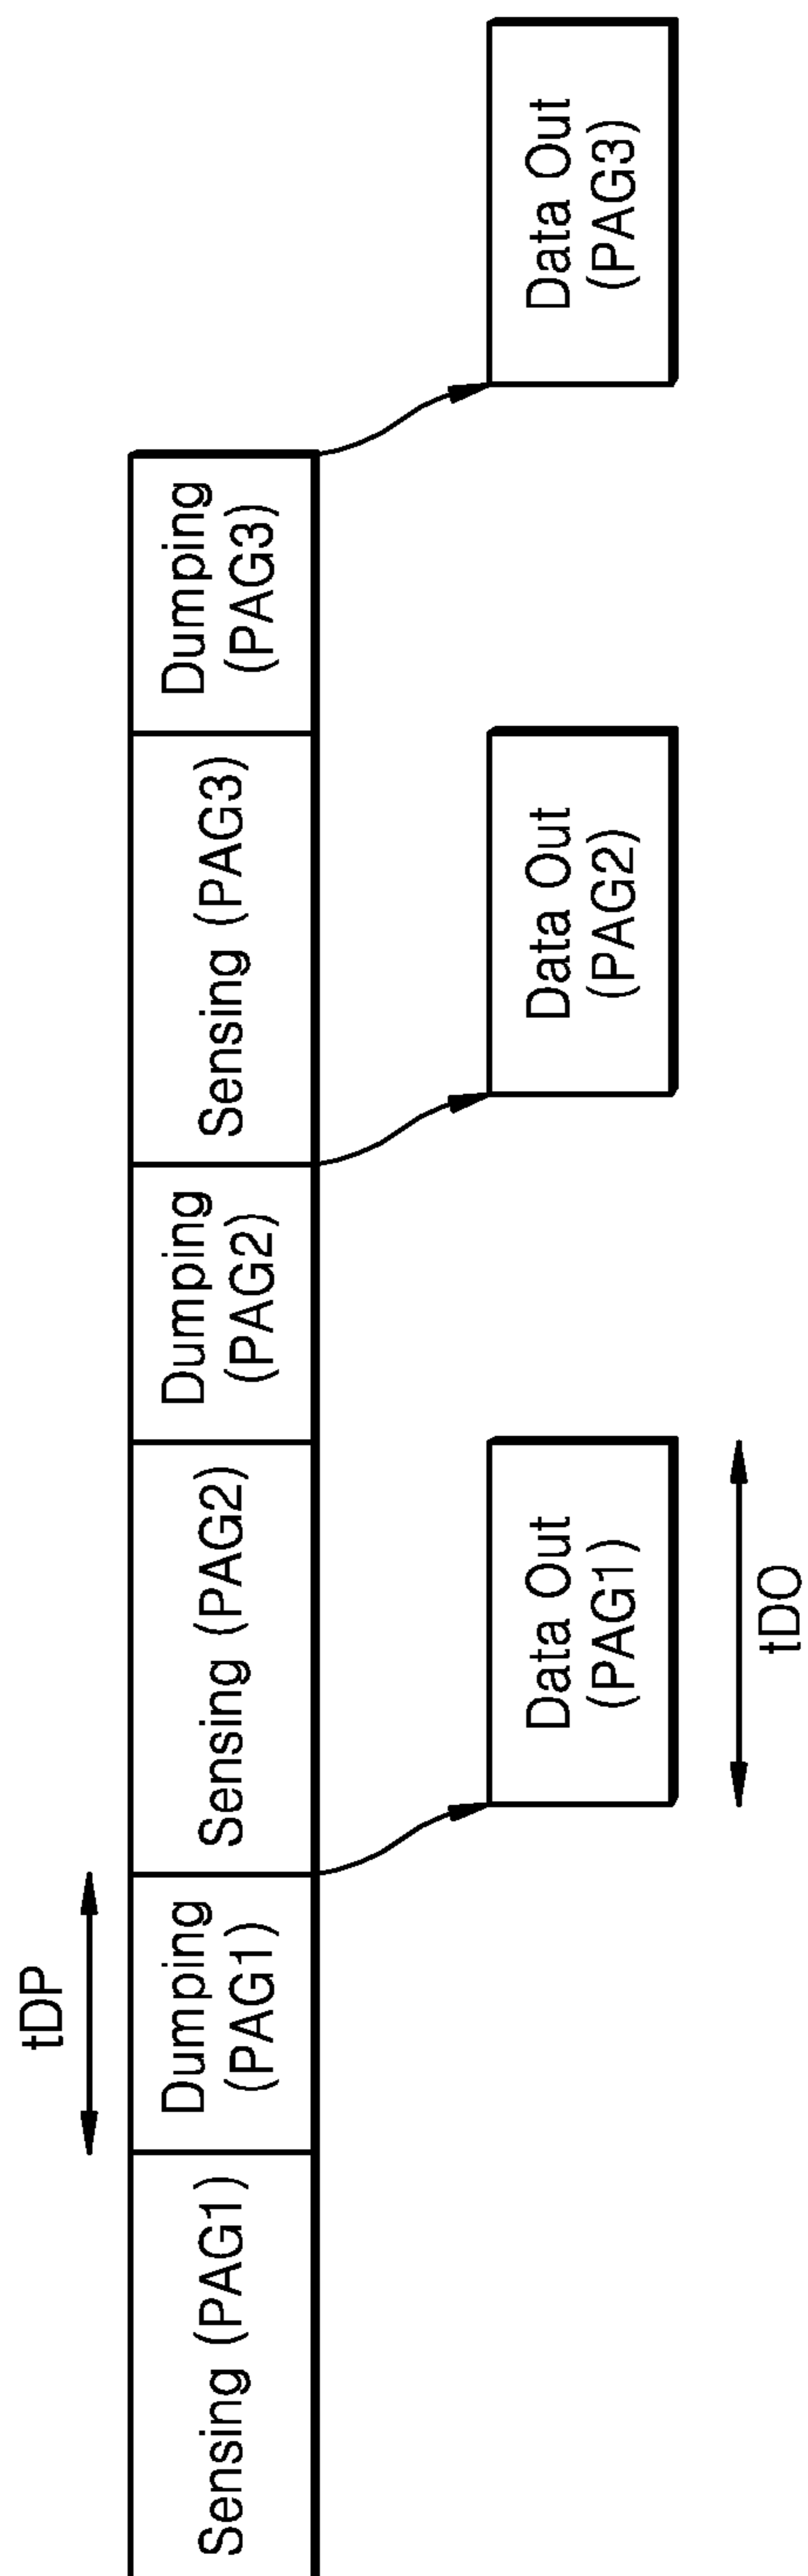 tDP
Sensing (PAG1)
Dumping
(PAG1)
Sensing (PAG2)
Dumping
(PAG2)
Sensing (PAG3)
Dumping
(PAG3)
Data Out
(PAG1)
Data Out
(PAG2)
Data Out
(PAG3)
tDO